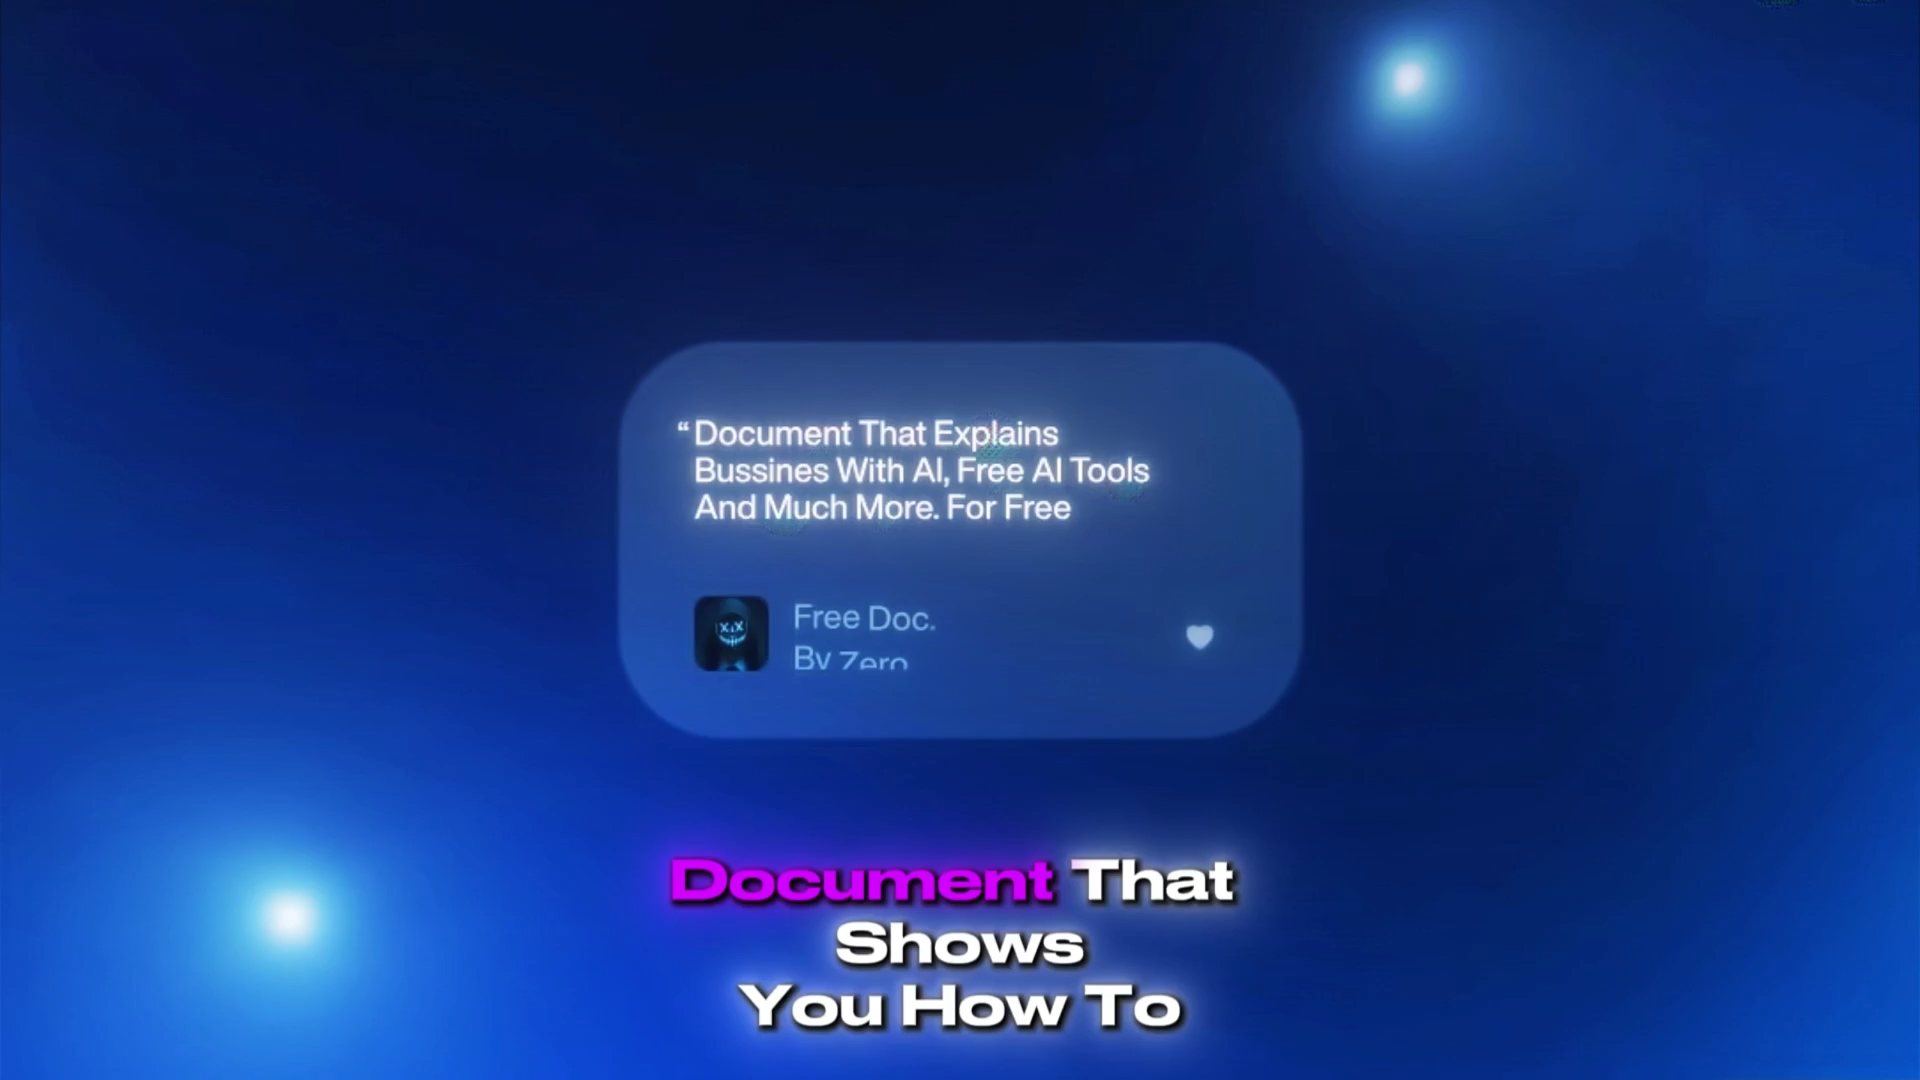 “Document That Explains
Bussines With AI, Free AI Tools
And Much More. For Free
Free Doc.
By Zero
Document That
Shows
You How To